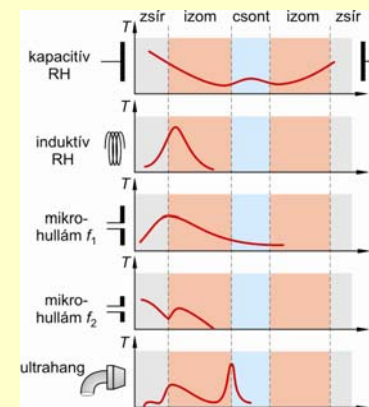 zsír izom csont izom zsír
T
kapacitív
RH
T
induktív
RH
T
mikro-
hullám f₁
T
mikro-
hullám f₂
T
ultrahang